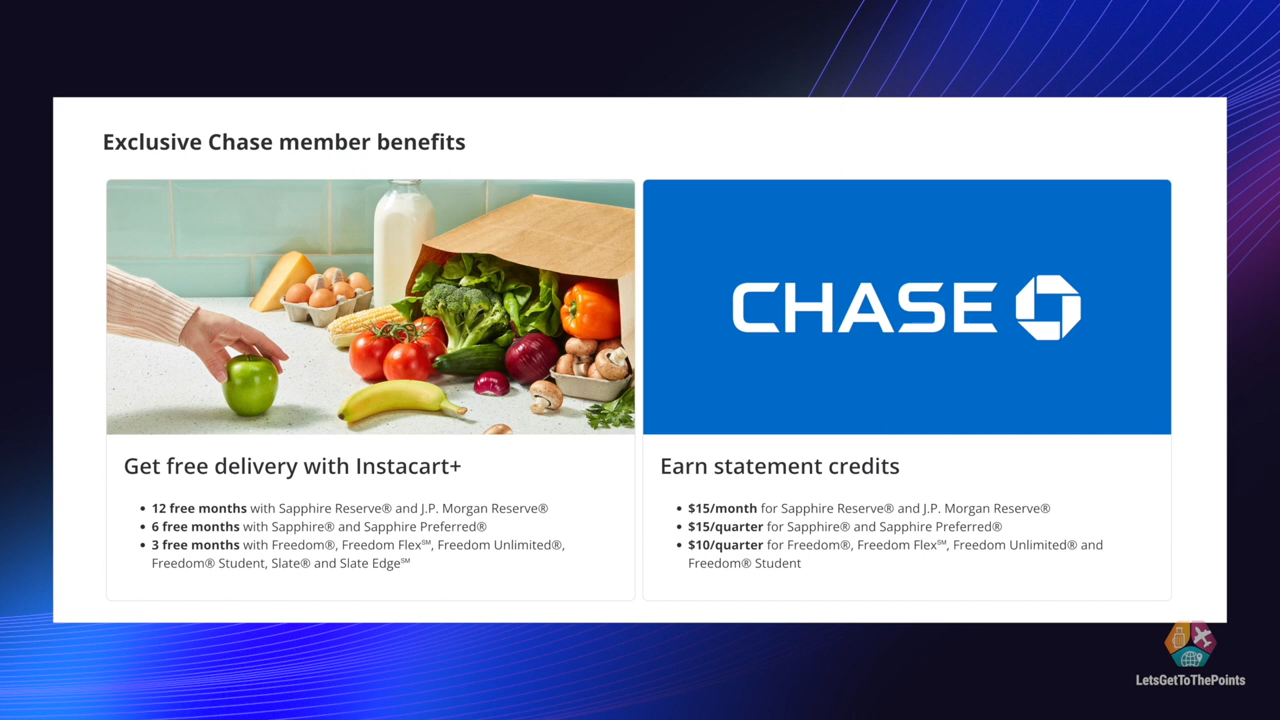 Exclusive Chase member benefits
CHASE
Get free delivery with Instacart+
• 12 free months with Sapphire Reserve® and J.P. Morgan Reserve®
• 6 free months with Sapphire® and Sapphire Preferred®
• 3 free months with Freedom®, Freedom Flex℠, Freedom Unlimited®,
Freedom® Student, Slate® and Slate Edge℠
Earn statement credits
• $15/month for Sapphire Reserve® and J.P. Morgan Reserve®
• $15/quarter for Sapphire® and Sapphire Preferred®
• $10/quarter for Freedom®, Freedom Flex℠, Freedom Unlimited® and
Freedom® Student
LetsGetToThePoints